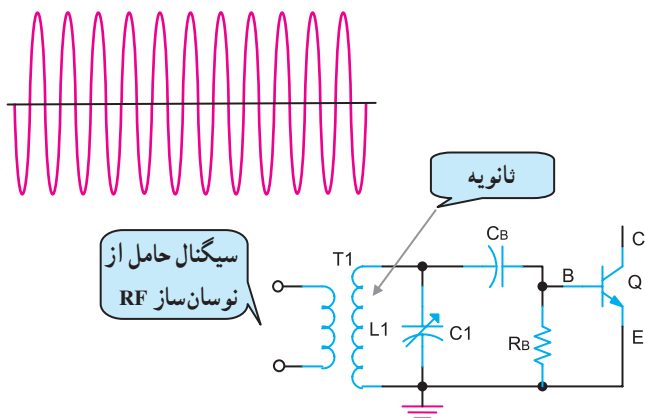 ثانویه
سیگنال حامل از
نوسان‌ساز RF
T1
L1
C1
CB
RB
B
C
Q
E